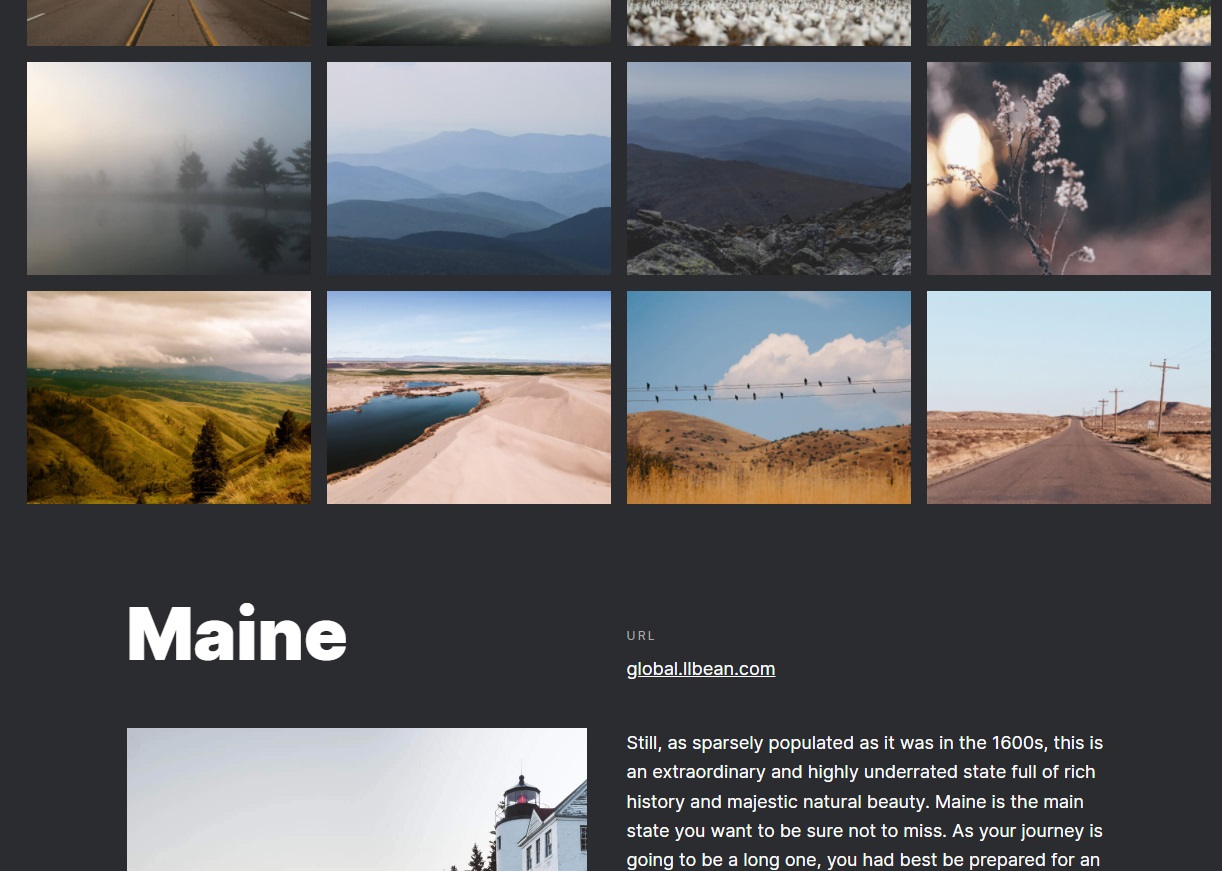 Maine
URL
global.llbean.com
Still, as sparsely populated as it was in the 1600s, this is
an extraordinary and highly underrated state full of rich
history and majestic natural beauty. Maine is the main
state you want to be sure not to miss. As your journey is
going to be a long one, you had best be prepared for an